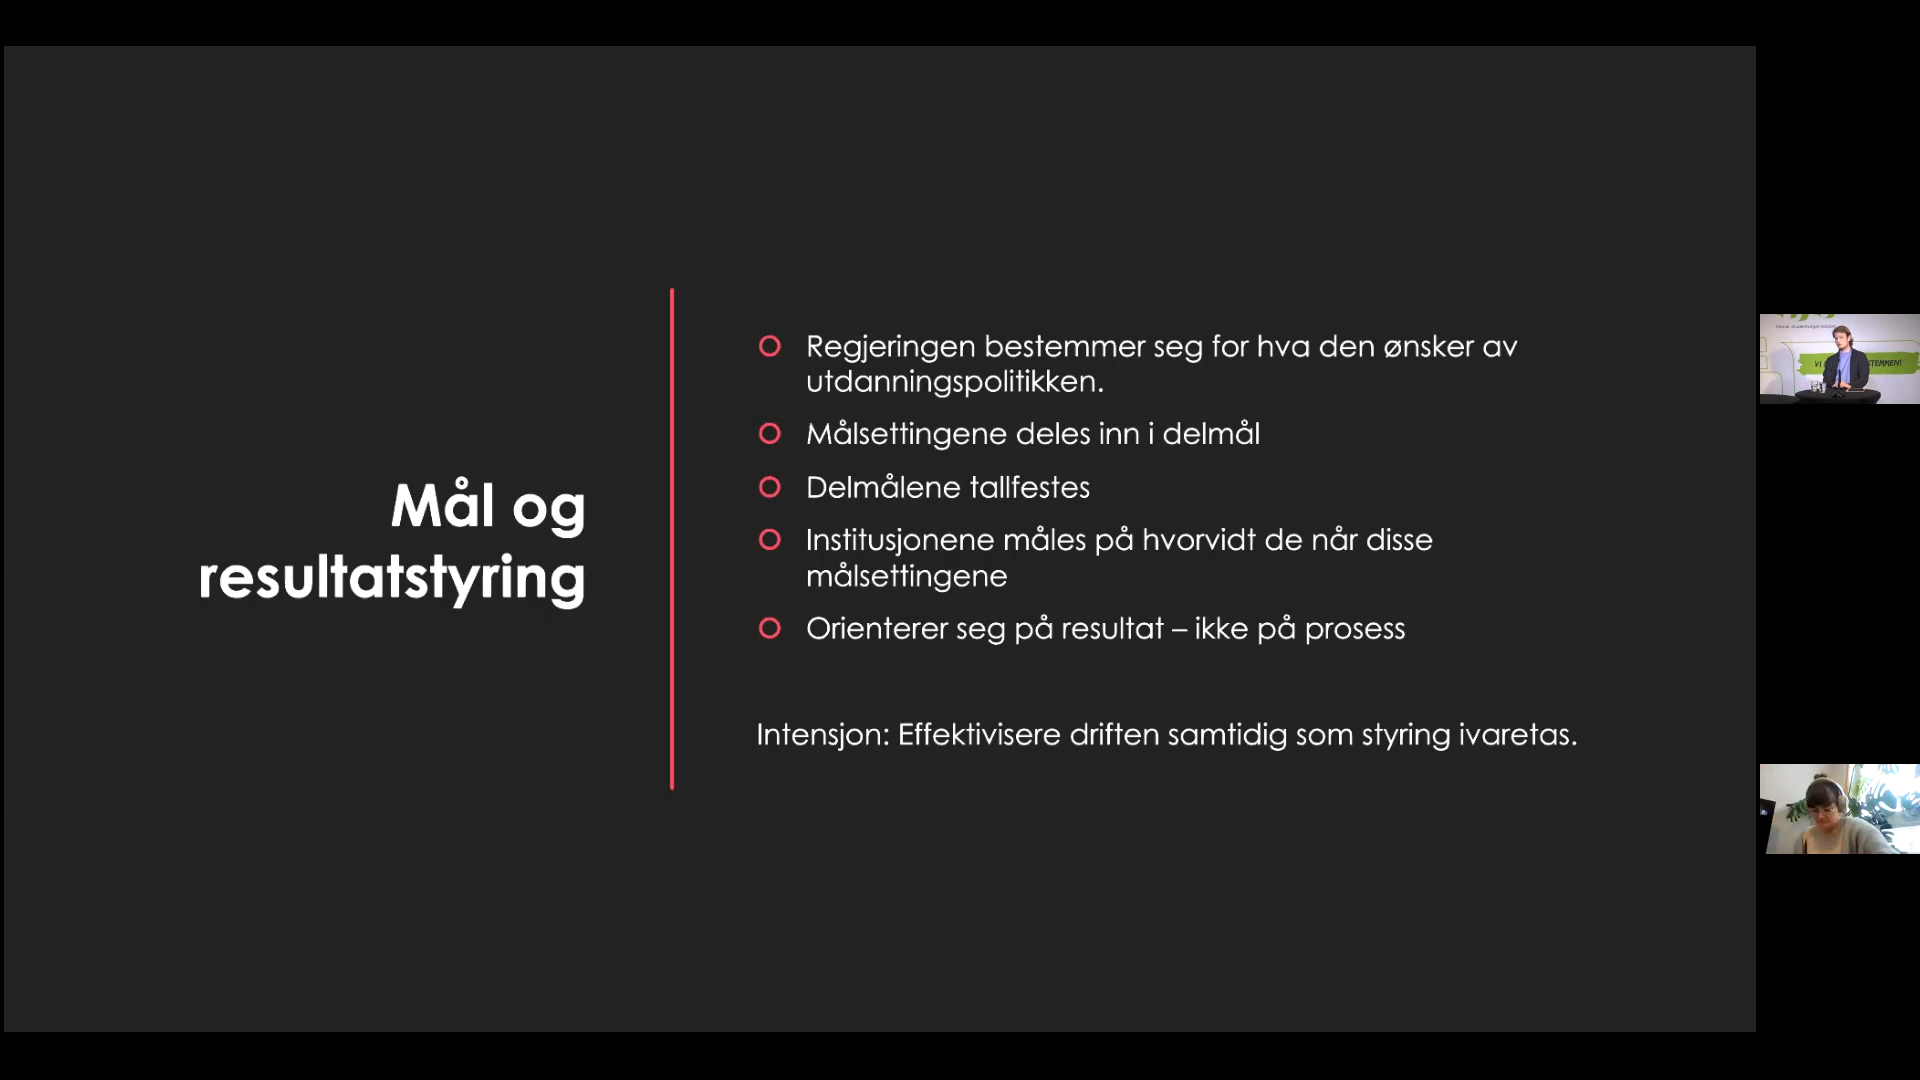 Mål og
resultatstyring
Regjeringen bestemmer seg for hva den ønsker av
utdanningspolitikken.
Målsettingene deles inn i delmål
Delmålene tallfestes
Institusjonene måles på hvorvidt de når disse
målsettingene
Orienterer seg på resultat – ikke på prosess
Intensjon: Effektivisere driften samtidig som styring ivaretas.